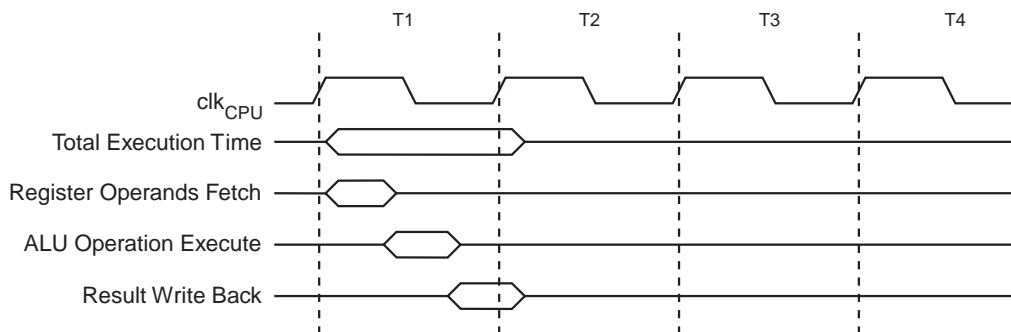 T1 T2 T3 T4
clkCPU
Total Execution Time
Register Operands Fetch
ALU Operation Execute
Result Write Back